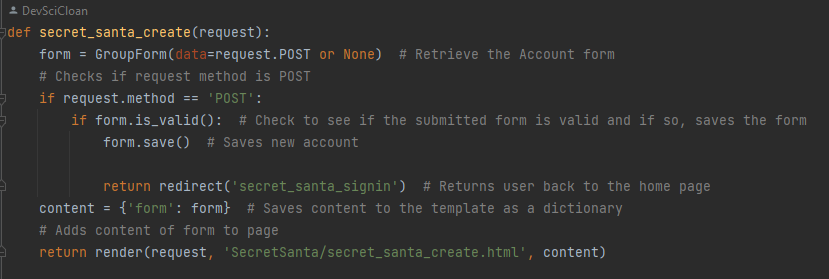 DevSciCloan
def secret_santa_create(request):
    form = GroupForm(data=request.POST or None)  # Retrieve the Account form
    # Checks if request method is POST
    if request.method == 'POST':
        if form.is_valid():  # Check to see if the submitted form is valid and if so, saves the form
            form.save()  # Saves new account

            return redirect('secret_santa_signin')  # Returns user back to the home page
    content = {'form': form}  # Saves content to the template as a dictionary
    # Adds content of form to page
    return render(request, 'SecretSanta/secret_santa_create.html', content)